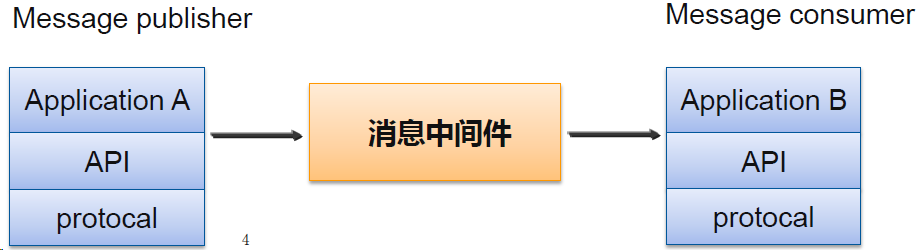 Message publisher
Message consumer
Application A
API
protocal
消息中间件
Application B
API
protocal
4